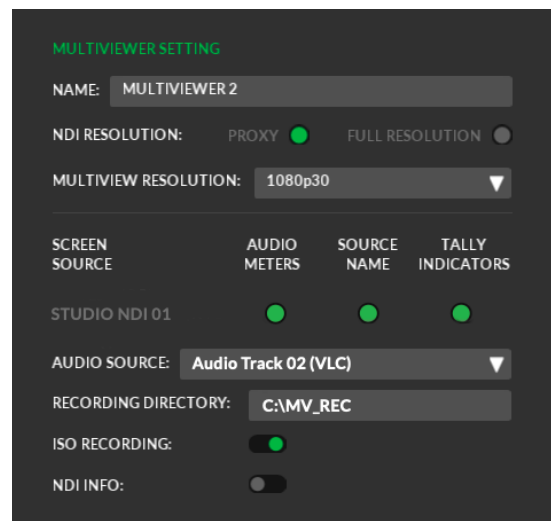 MULTIVIEWER SETTING
NAME: MULTIVIEWER 2
NDI RESOLUTION: PROXY FULL RESOLUTION
MULTIVIEW RESOLUTION: 1080p30
SCREEN SOURCE AUDIO METERS SOURCE NAME TALLY INDICATORS
STUDIO NDI 01
AUDIO SOURCE: Audio Track 02 (VLC)
RECORDING DIRECTORY: C:\MV_REC
ISO RECORDING:
NDI INFO: